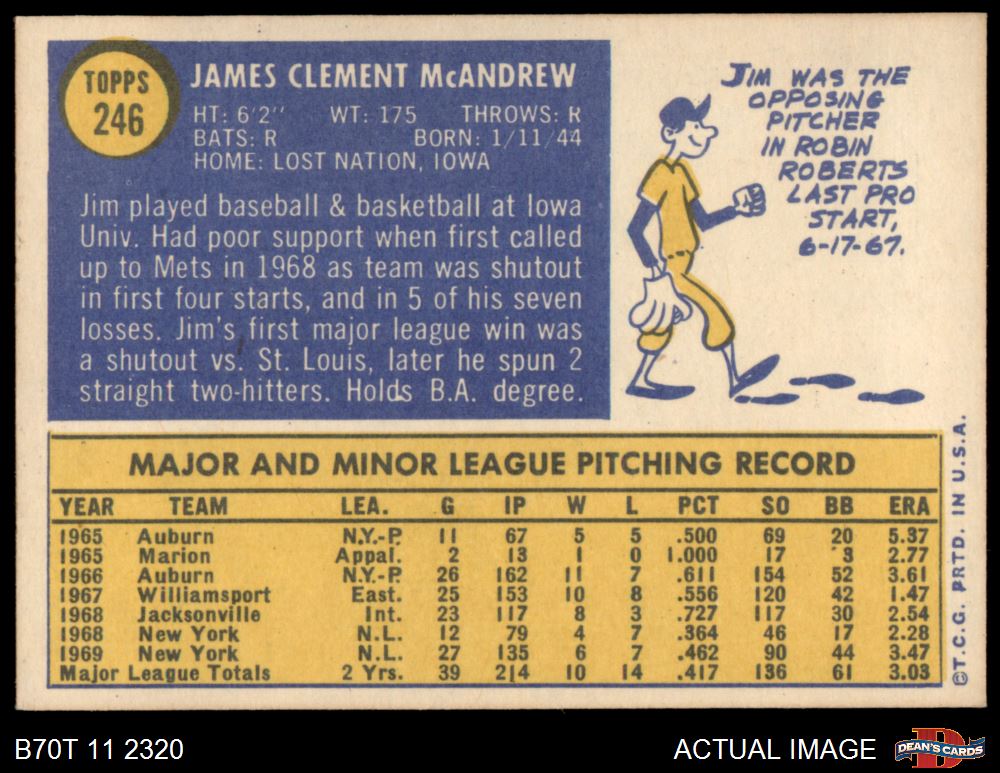 TOPPS
246
JAMES CLEMENT McANDREW
HT: 6'2" WT: 175 THROWS: R
BATS: R BORN: 1/11/44
HOME: LOST NATION, IOWA
Jim played baseball & basketball at Iowa
Univ. Had poor support when first called
up to Mets in 1968 as team was shutout
in first four starts, and in 5 of his seven
losses. Jim's first major league win was
a shutout vs. St. Louis, later he spun 2
straight two-hitters. Holds B.A. degree.
JIM WAS THE
OPPOSING
PITCHER
IN ROBIN
ROBERTS
LAST PRO
START,
6-17-67.
MAJOR AND MINOR LEAGUE PITCHING RECORD
YEAR TEAM LEA. G IP W L PCT SO BB ERA
1965 Auburn N.Y.-P. 11 67 5 5 .500 69 20 5.37
1965 Marion Appal. 2 13 1 0 1.000 17 3 2.77
1966 Auburn N.Y.-P. 26 162 11 7 .611 154 52 3.61
1967 Williamsport East. 25 153 10 8 .556 120 42 1.47
1968 Jacksonville Int. 23 117 8 3 .727 117 30 2.54
1968 New York N.L. 12 79 4 7 .364 46 17 2.28
1969 New York N.L. 27 135 6 7 .462 90 44 3.47
Major League Totals 2 Yrs. 39 214 10 14 .417 136 61 3.03
©T.C.G. PRTD. IN U.S.A.
B70T 11 2320
ACTUAL IMAGE
D
DEAN'S CARDS